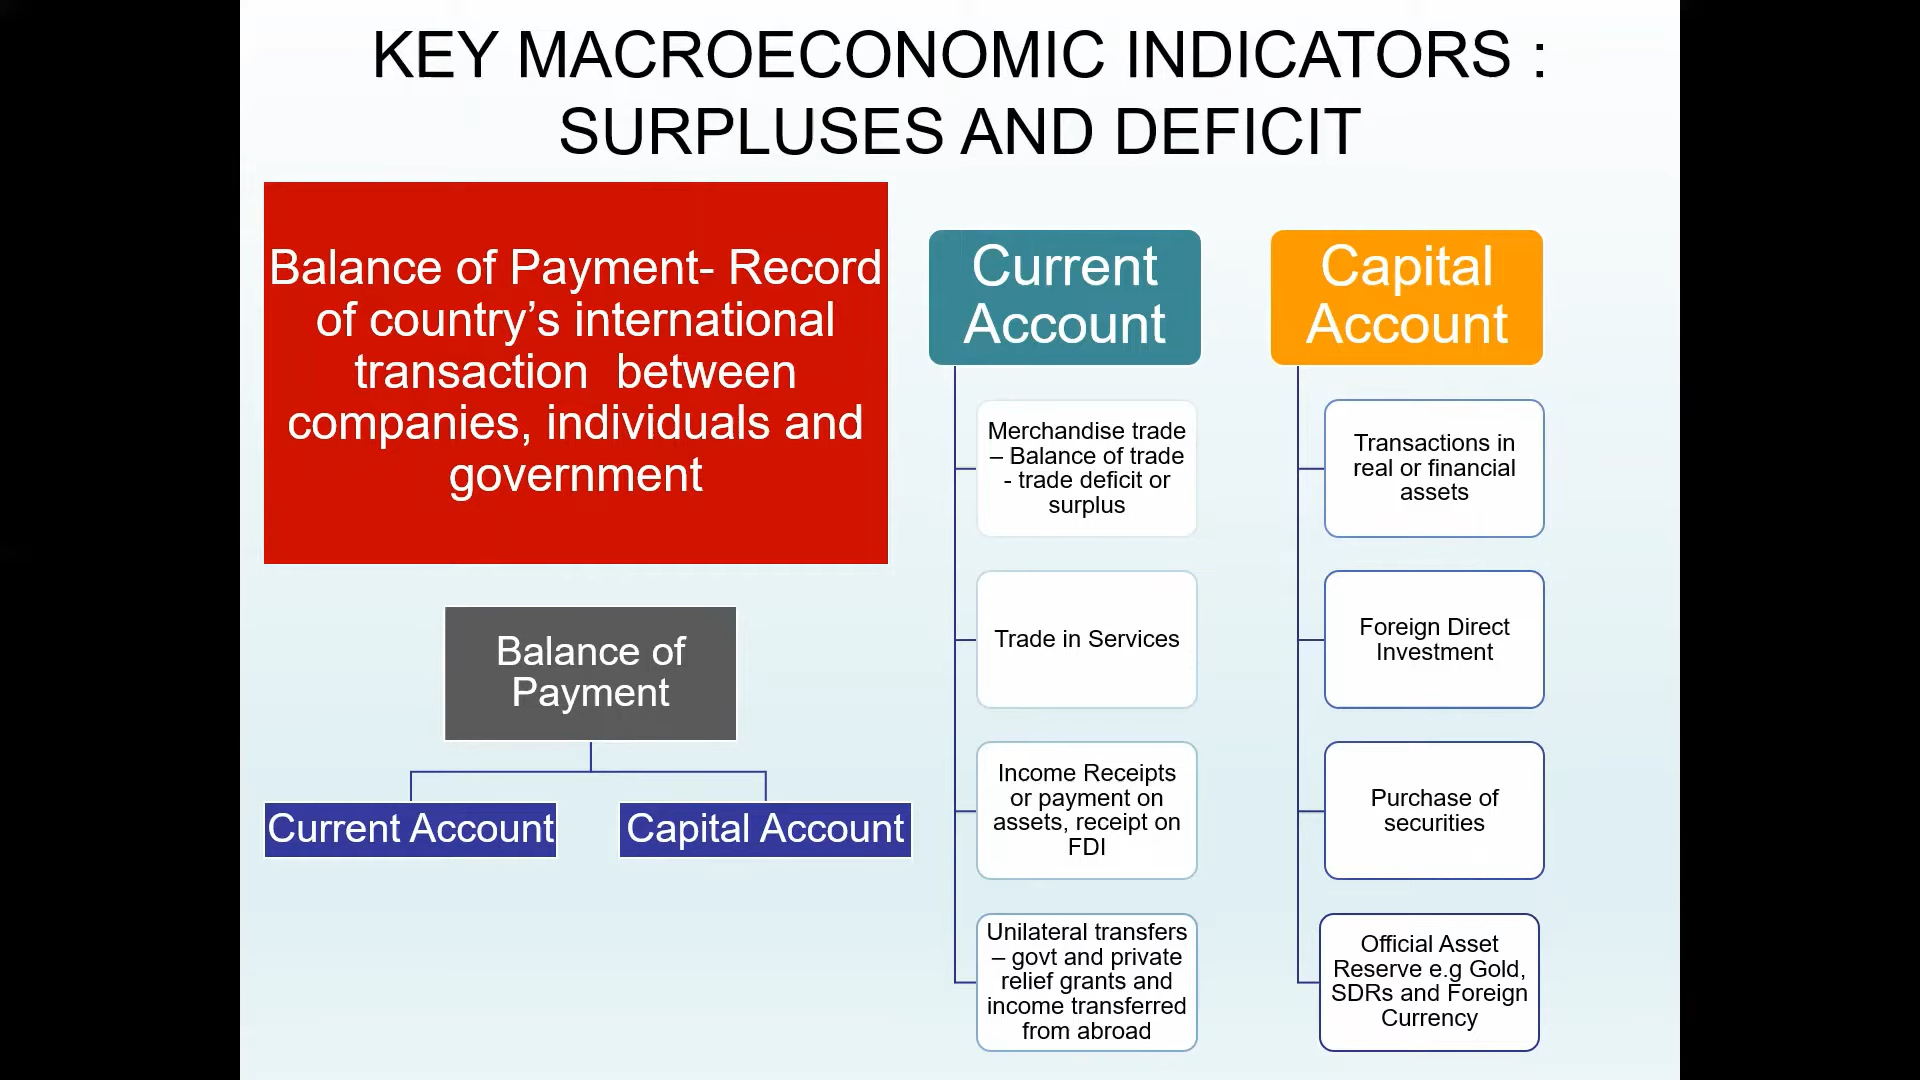 KEY MACROECONOMIC INDICATORS :
SURPLUSES AND DEFICIT
Balance of Payment- Record
of country’s international
transaction  between
companies, individuals and
government
Balance of
Payment
Current Account
Capital Account
Current
Account
Merchandise trade
– Balance of trade
- trade deficit or
surplus
Trade in Services
Income Receipts
or payment on
assets, receipt on
FDI
Unilateral transfers
– govt and private
relief grants and
income transferred
from abroad
Capital
Account
Transactions in
real or financial
assets
Foreign Direct
Investment
Purchase of
securities
Official Asset
Reserve e.g Gold,
SDRs and Foreign
Currency